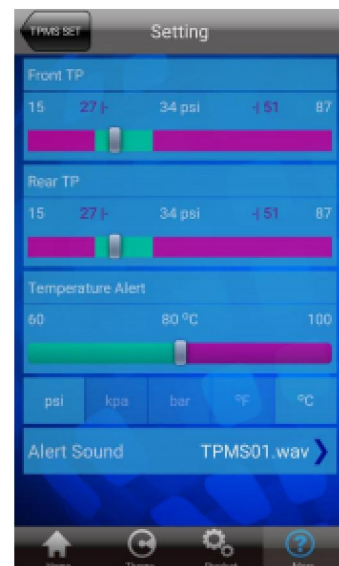 TPMS SET
Setting
Front TP
15 27 |- 34 psi -| 51 87
Rear TP
15 27 |- 34 psi -| 51 87
Temperature Alert
60 80 ºC 100
psi kpa bar ºF ºC
Alert Sound TPMS01.wav